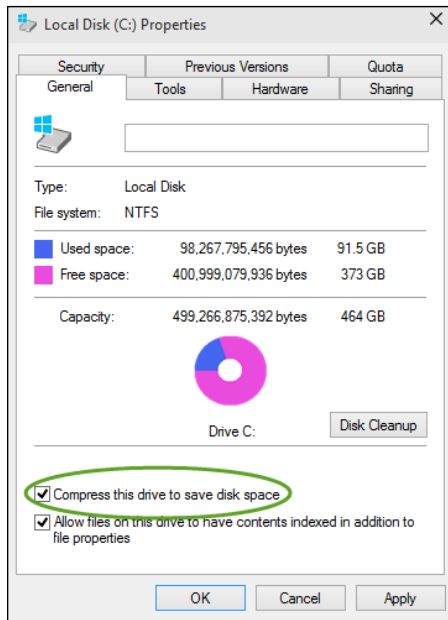 Local Disk (C:) Properties
Security Previous Versions Quota
General Tools Hardware Sharing
Type: Local Disk
File system: NTFS
Used space: 98,267,795,456 bytes 91.5 GB
Free space: 400,999,079,936 bytes 373 GB
Capacity: 499,266,875,392 bytes 464 GB
Drive C: Disk Cleanup
Compress this drive to save disk space
Allow files on this drive to have contents indexed in addition to
file properties
OK Cancel Apply